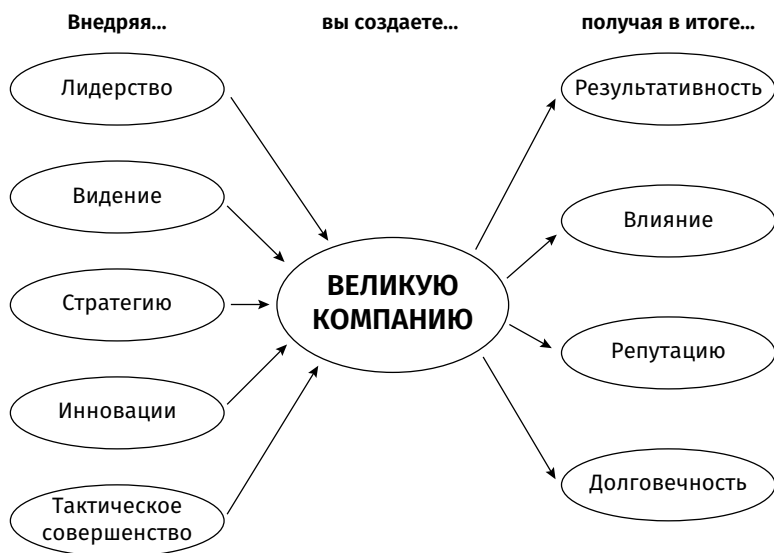 Внедряя...
вы создаете...
получая в итоге...
Лидерство
Видение
Стратегию
Инновации
Тактическое
совершенство
ВЕЛИКУЮ
КОМПАНИЮ
Результативность
Влияние
Репутацию
Долговечность